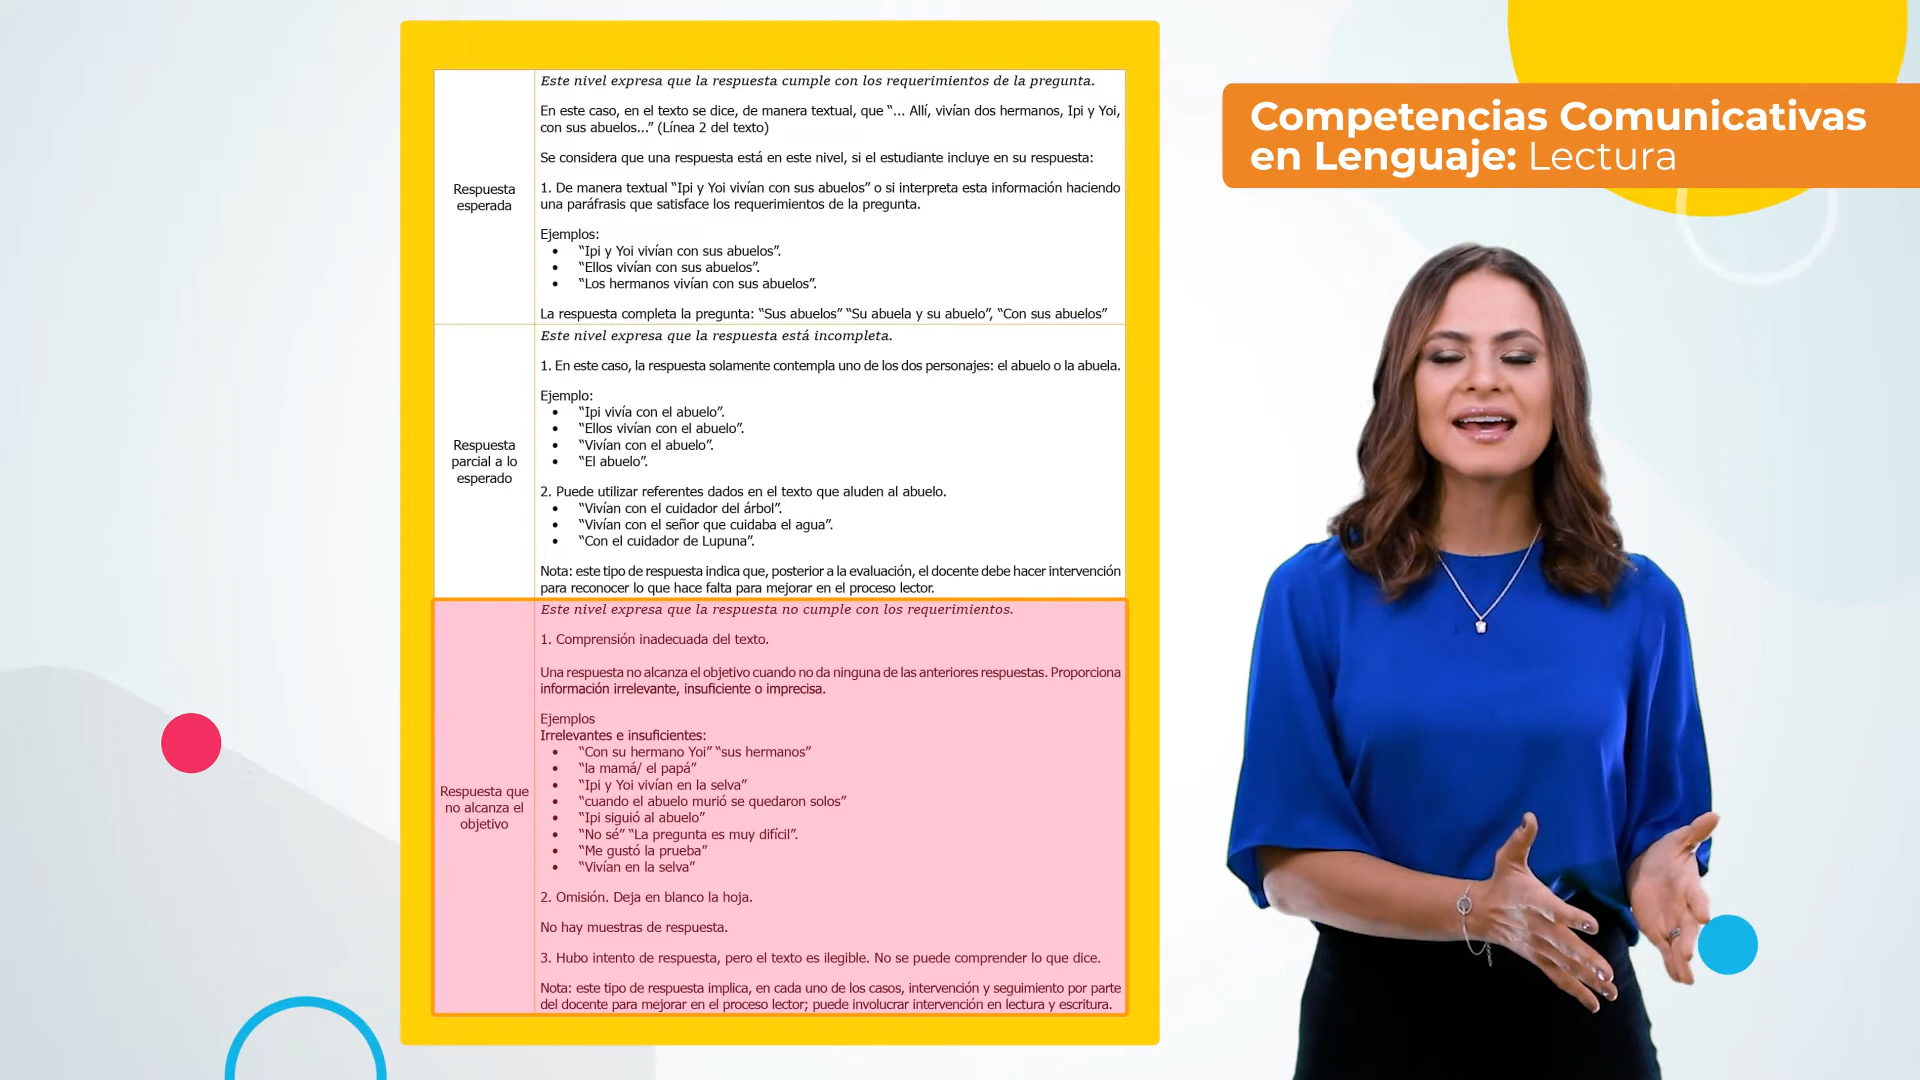 Competencias Comunicativas
en Lenguaje: Lectura
Respuesta
esperada
Este nivel expresa que la respuesta cumple con los requerimientos de la pregunta.
En este caso, en el texto se dice, de manera textual, que “... Allí, vivían dos hermanos, Ipi y Yoi,
con sus abuelos...” (Línea 2 del texto)
Se considera que una respuesta está en este nivel, si el estudiante incluye en su respuesta:
1. De manera textual “Ipi y Yoi vivían con sus abuelos” o si interpreta esta información haciendo
una paráfrasis que satisface los requerimientos de la pregunta.
Ejemplos:
• “Ipi y Yoi vivían con sus abuelos”.
• “Ellos vivían con sus abuelos”.
• “Los hermanos vivían con sus abuelos”.
La respuesta completa la pregunta: “Sus abuelos” “Su abuela y su abuelo”, “Con sus abuelos”
Respuesta
parcial a lo
esperado
Este nivel expresa que la respuesta está incompleta.
1. En este caso, la respuesta solamente contempla uno de los dos personajes: el abuelo o la abuela.
Ejemplo:
• “Ipi vivía con el abuelo”.
• “Ellos vivían con el abuelo”.
• “Vivían con el abuelo”.
• “El abuelo”.
2. Puede utilizar referentes dados en el texto que aluden al abuelo.
• “Vivían con el cuidador del árbol”.
• “Vivían con el señor que cuidaba el agua”.
• “Con el cuidador de Lupuna”.
Nota: este tipo de respuesta indica que, posterior a la evaluación, el docente debe hacer intervención
para reconocer lo que hace falta para mejorar en el proceso lector.
Respuesta que
no alcanza el
objetivo
Este nivel expresa que la respuesta no cumple con los requerimientos.
1. Comprensión inadecuada del texto.
Una respuesta no alcanza el objetivo cuando no da ninguna de las anteriores respuestas. Proporciona
información irrelevante, insuficiente o imprecisa.
Ejemplos
Irrelevantes e insuficientes:
• “Con su hermano Yoi” “sus hermanos”
• “la mamá/ el papá”
• “Ipi y Yoi vivían en la selva”
• “cuando el abuelo murió se quedaron solos”
• “Ipi siguió al abuelo”
• “No sé” “La pregunta es muy difícil”.
• “Me gustó la prueba”
• “Vivían en la selva”
2. Omisión. Deja en blanco la hoja.
No hay muestras de respuesta.
3. Hubo intento de respuesta, pero el texto es ilegible. No se puede comprender lo que dice.
Nota: este tipo de respuesta implica, en cada uno de los casos, intervención y seguimiento por parte
del docente para mejorar en el proceso lector; puede involucrar intervención en lectura y escritura.